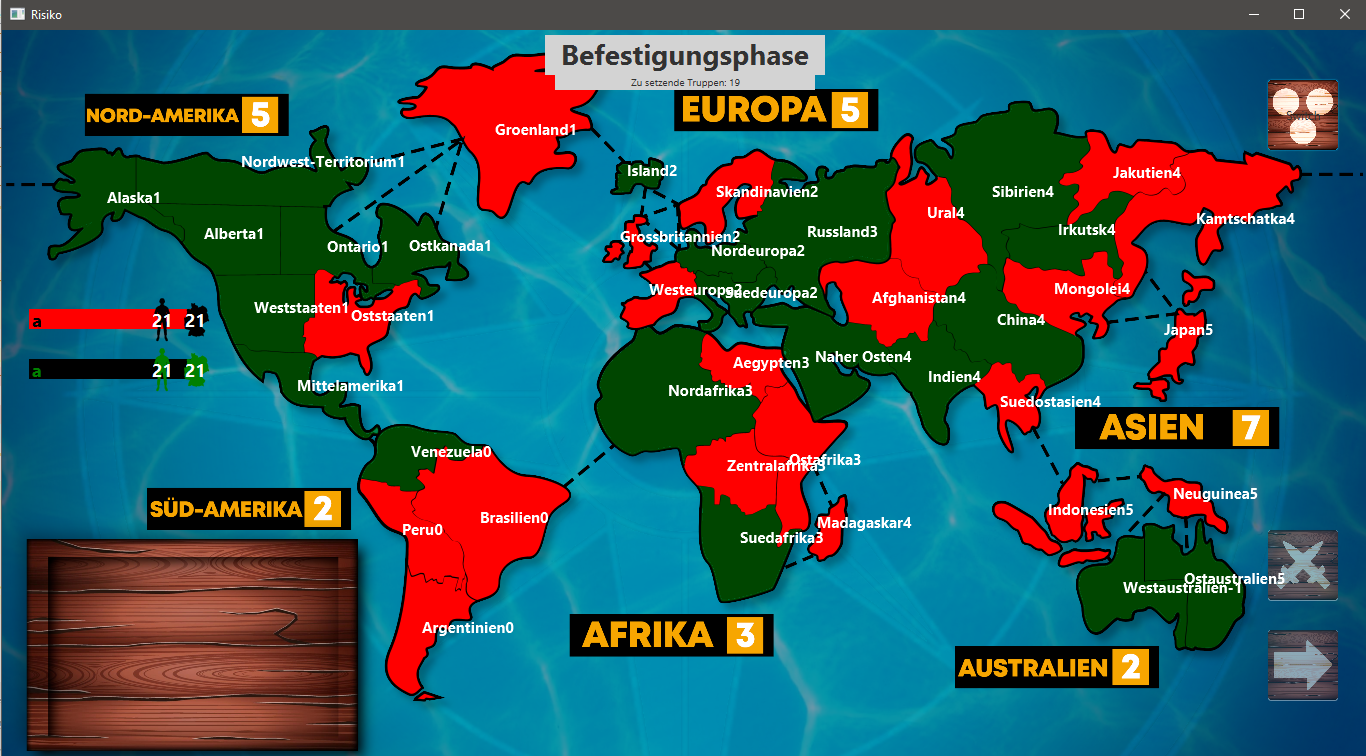 Risiko
Befestigungsphase
Zu setzende Truppen: 19
NORD-AMERIKA 5
EUROPA 5
Groenland1
Nordwest-Territorium1
Island2
Skandinavien2
Jakutien4
Sibirien4
Alaska1
Ural4
Kamtschatka4
Alberta1
Ontario1
Ostkanada1
Grossbritannien2
Russland3
Irkutsk4
Nordeuropa2
Westeuropa2
Suedeuropa2
Afghanistan4
Mongolei4
Weststaaten1
Oststaaten1
a 21 21
China4
Japan5
Naher Osten4
Aegypten3
a 21 21
Mittelamerika1
Nordafrika3
Indien4
Suedostasien4
ASIEN 7
Venezuela0
Zentralafrika3
Ostafrika3
Neuguinea5
SÜD-AMERIKA 2
Peru0
Brasilien0
Indonesien5
Madagaskar4
Suedafrika3
Ostaustralien5
Westaustralien-1
Argentinien0
AFRIKA 3
AUSTRALIEN 2